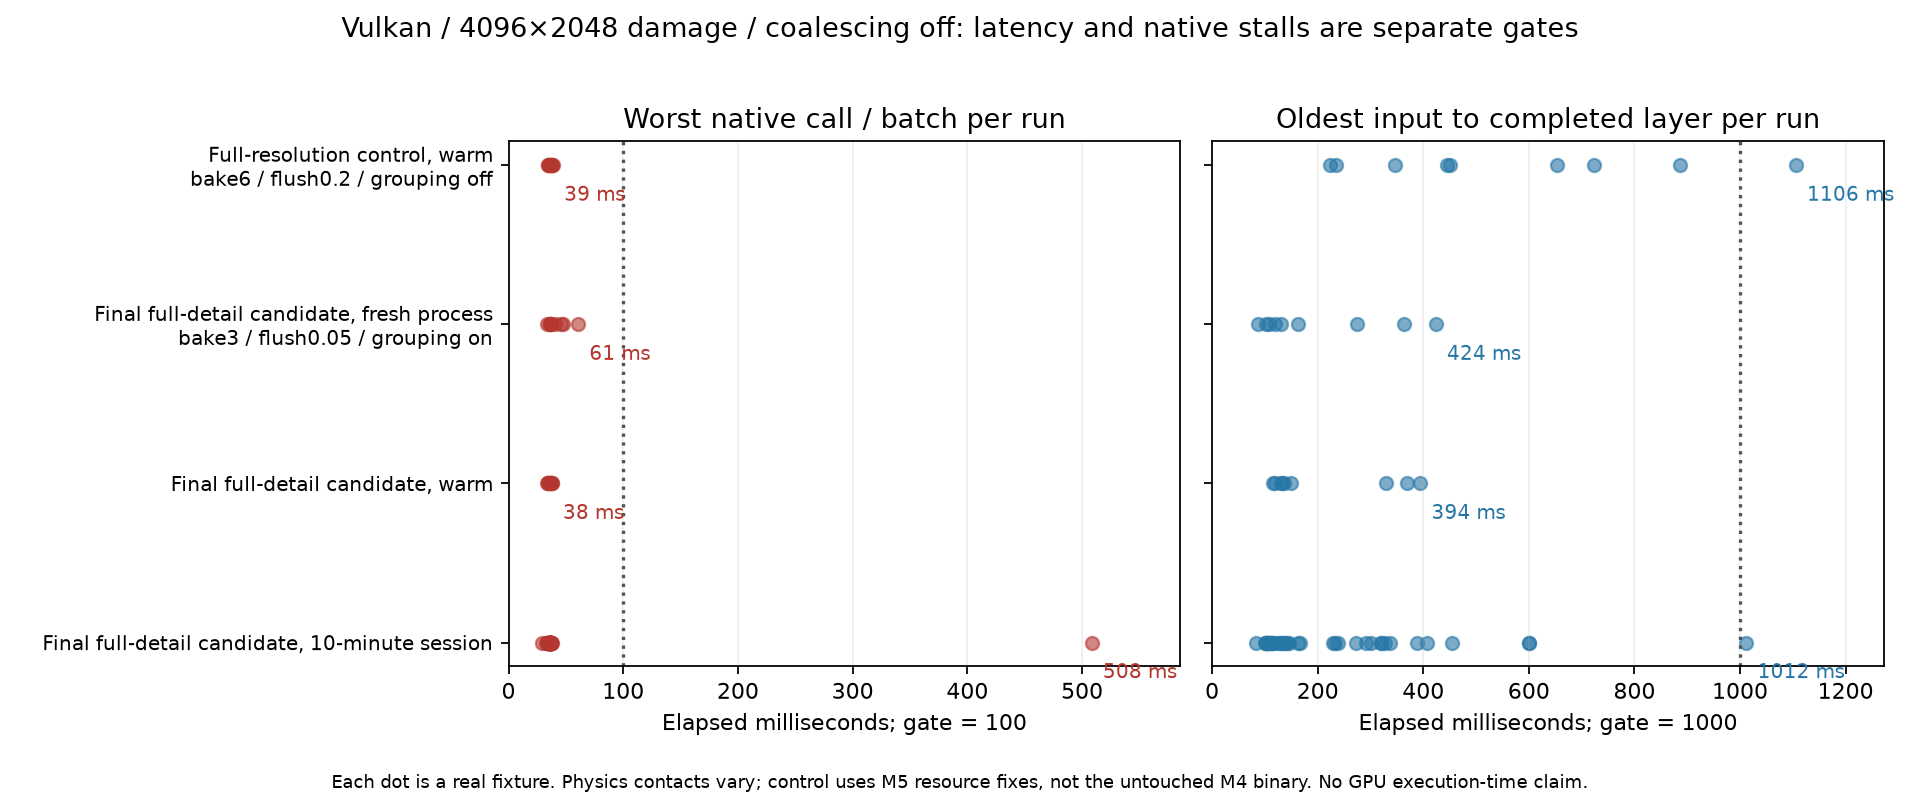 Vulkan / 4096×2048 damage / coalescing off: latency and native stalls are separate gates
Worst native call / batch per run
Oldest input to completed layer per run
Full-resolution control, warm
bake6 / flush0.2 / grouping off
39 ms
1106 ms
Final full-detail candidate, fresh process
bake3 / flush0.05 / grouping on
61 ms
424 ms
Final full-detail candidate, warm
38 ms
394 ms
Final full-detail candidate, 10-minute session
508 ms
1012 ms
0 100 200 300 400 500
0 200 400 600 800 1000 1200
Elapsed milliseconds; gate = 100
Elapsed milliseconds; gate = 1000
Each dot is a real fixture. Physics contacts vary; control uses M5 resource fixes, not the untouched M4 binary. No GPU execution-time claim.